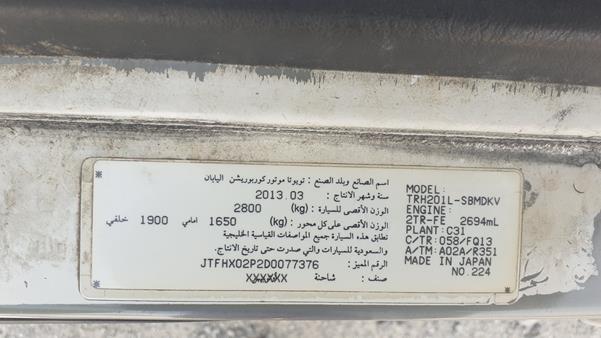 اسم الصانع وبلد الصنع : تويوتا موتور كوربوريشن اليابان
سنة وشهر الانتاج : 2013.03
الوزن الأقصى للسيارة : (kg) 2800
الوزن الأقصى على كل محور : (kg) 1650 امامي 1900 خلفي
تطابق هذه السيارة جميع المواصفات القياسية الخليجية
والسعودية للسيارات والتي صدرت حتى تاريخ الانتاج.
الرقم المميز : JTFHX02P2D0077376
صنف : شاحنة XXXXXX
MODEL:
TRH201L-SBMDKV
ENGINE:
2TR-FE 2694mL
PLANT:C31
C/TR:058/FQ13
A/TM:A02A/R351
MADE IN JAPAN
NO.224